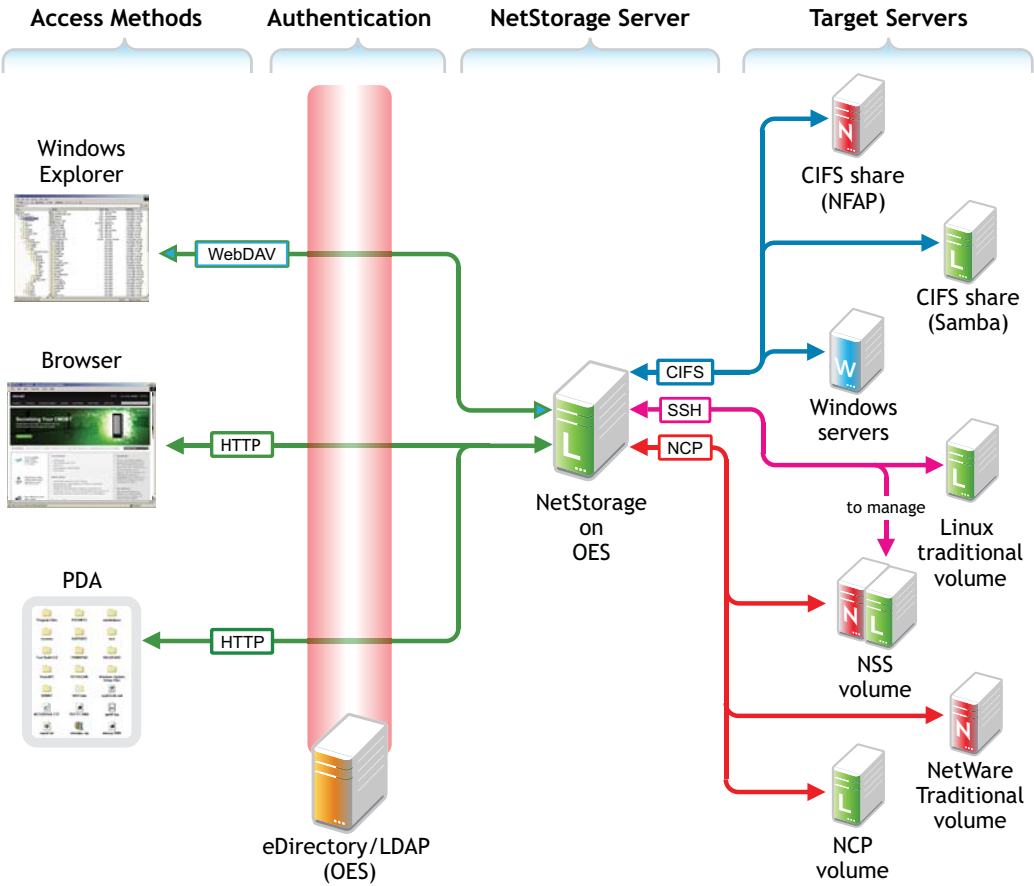 Access Methods
Authentication
NetStorage Server
Target Servers
Windows
Explorer
WebDAV
Browser
HTTP
PDA
HTTP
eDirectory/LDAP
(OES)
L
NetStorage
on
OES
CIFS
SSH
NCP
N
CIFS share
(NFAP)
L
CIFS share
(Samba)
W
Windows
servers
L
Linux
traditional
volume
to manage
N
L
NSS
volume
N
NetWare
Traditional
volume
L
NCP
volume